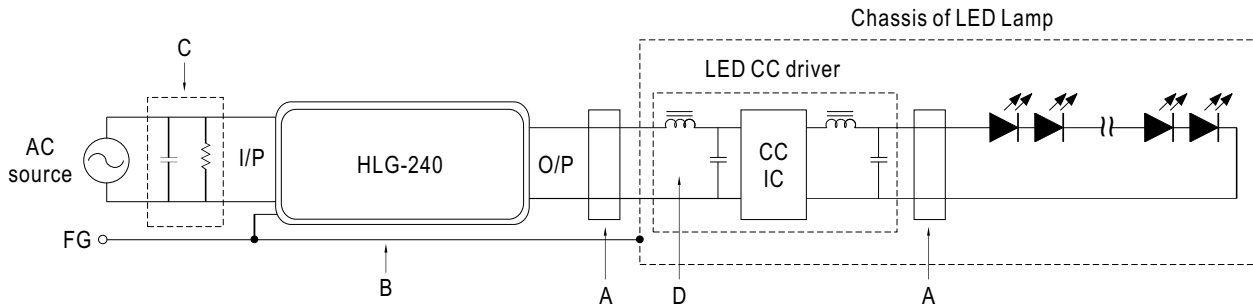 Chassis of LED Lamp
C
LED CC driver
AC
source
I/P
HLG-240
O/P
CC
IC
FG
B
A
D
A